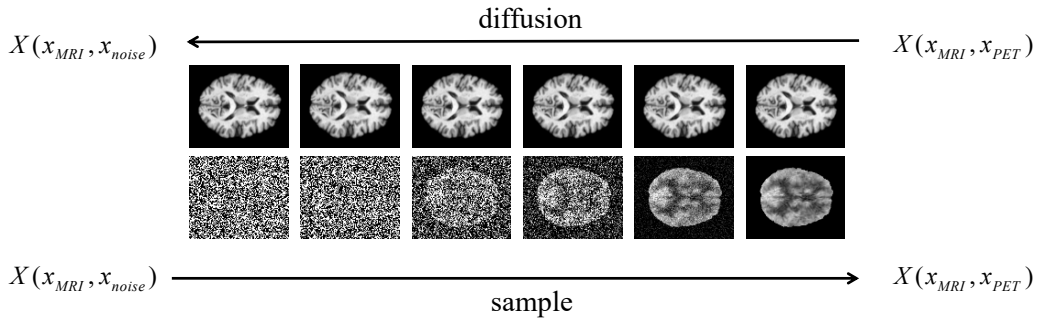 diffusion
X(x_MRI, x_noise)
X(x_MRI, x_PET)
X(x_MRI, x_noise)
X(x_MRI, x_PET)
sample